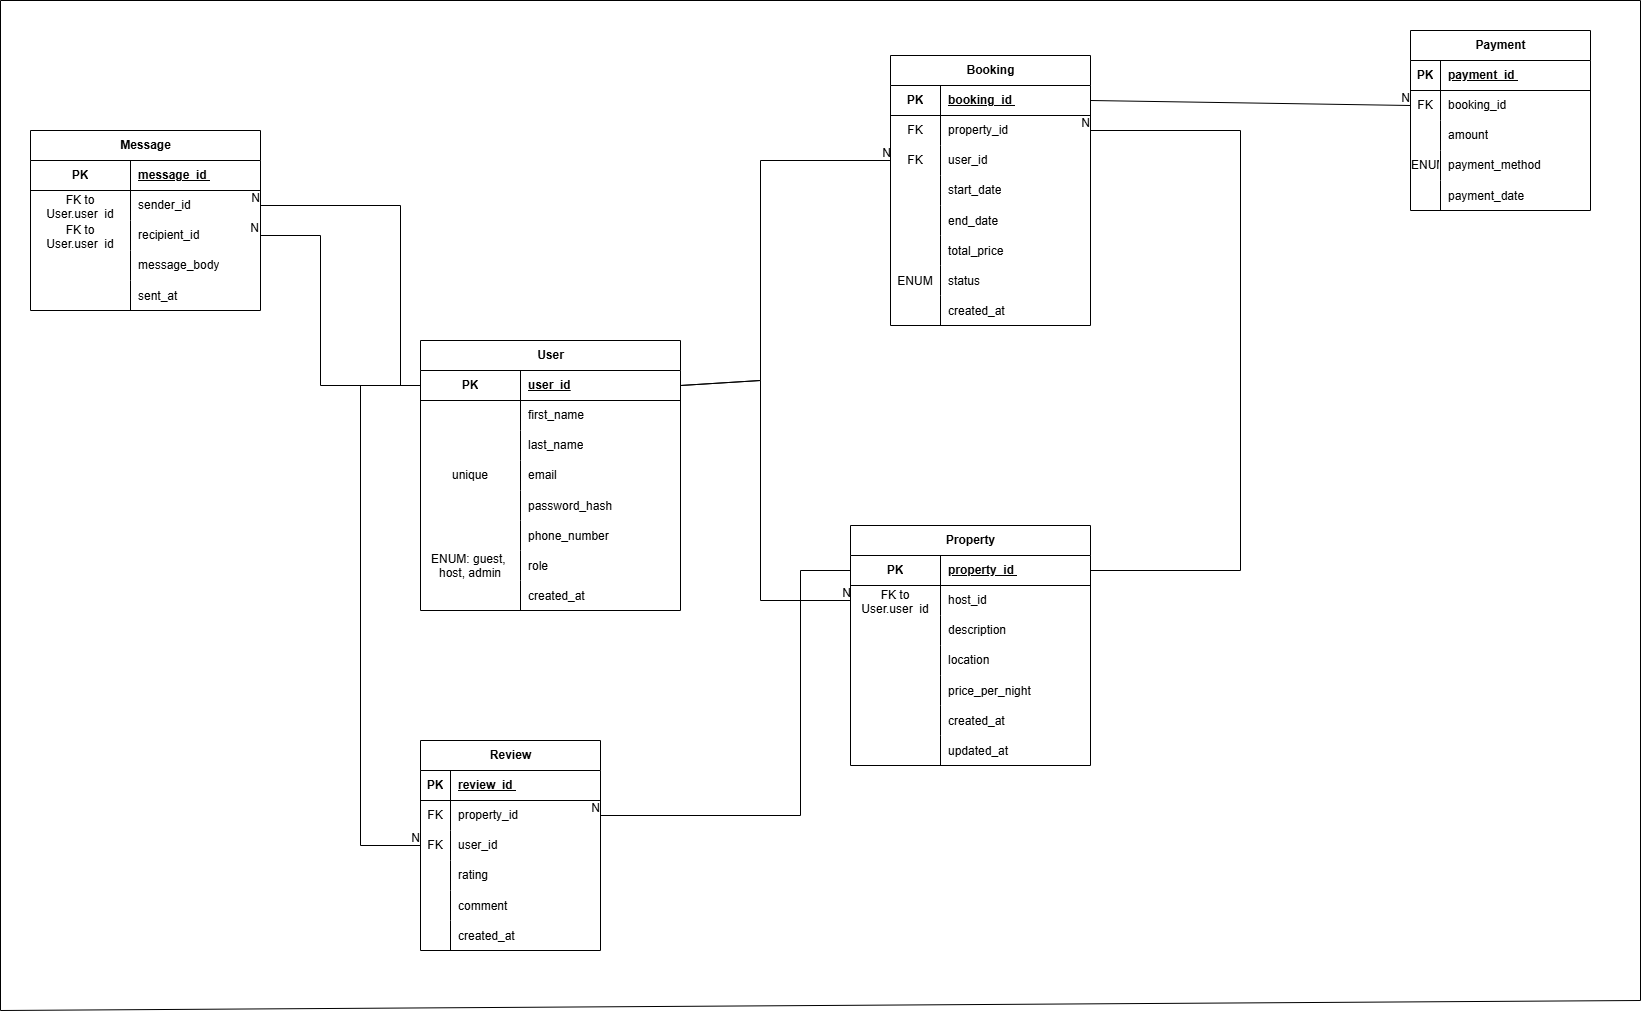 Payment
PK payment_id
N FK booking_id
amount
ENUM payment_method
payment_date
Booking
PK booking_id
FK property_id N
N FK user_id
start_date
end_date
total_price
ENUM status
created_at
Message
PK message_id
FK to
User.user_id
sender_id N
FK to
User.user_id
recipient_id N
message_body
sent_at
User
PK user_id
first_name
last_name
unique email
password_hash
phone_number
ENUM: guest,
host, admin
role
created_at
Property
PK property_id
N FK to
User.user_id
host_id
description
location
price_per_night
created_at
updated_at
Review
PK review_id
FK property_id N
N FK user_id
rating
comment
created_at